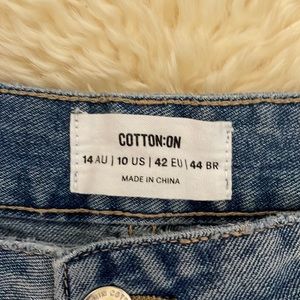 COTTON:ON
14 AU | 10 US | 42 EU | 44 BR
MADE IN CHINA